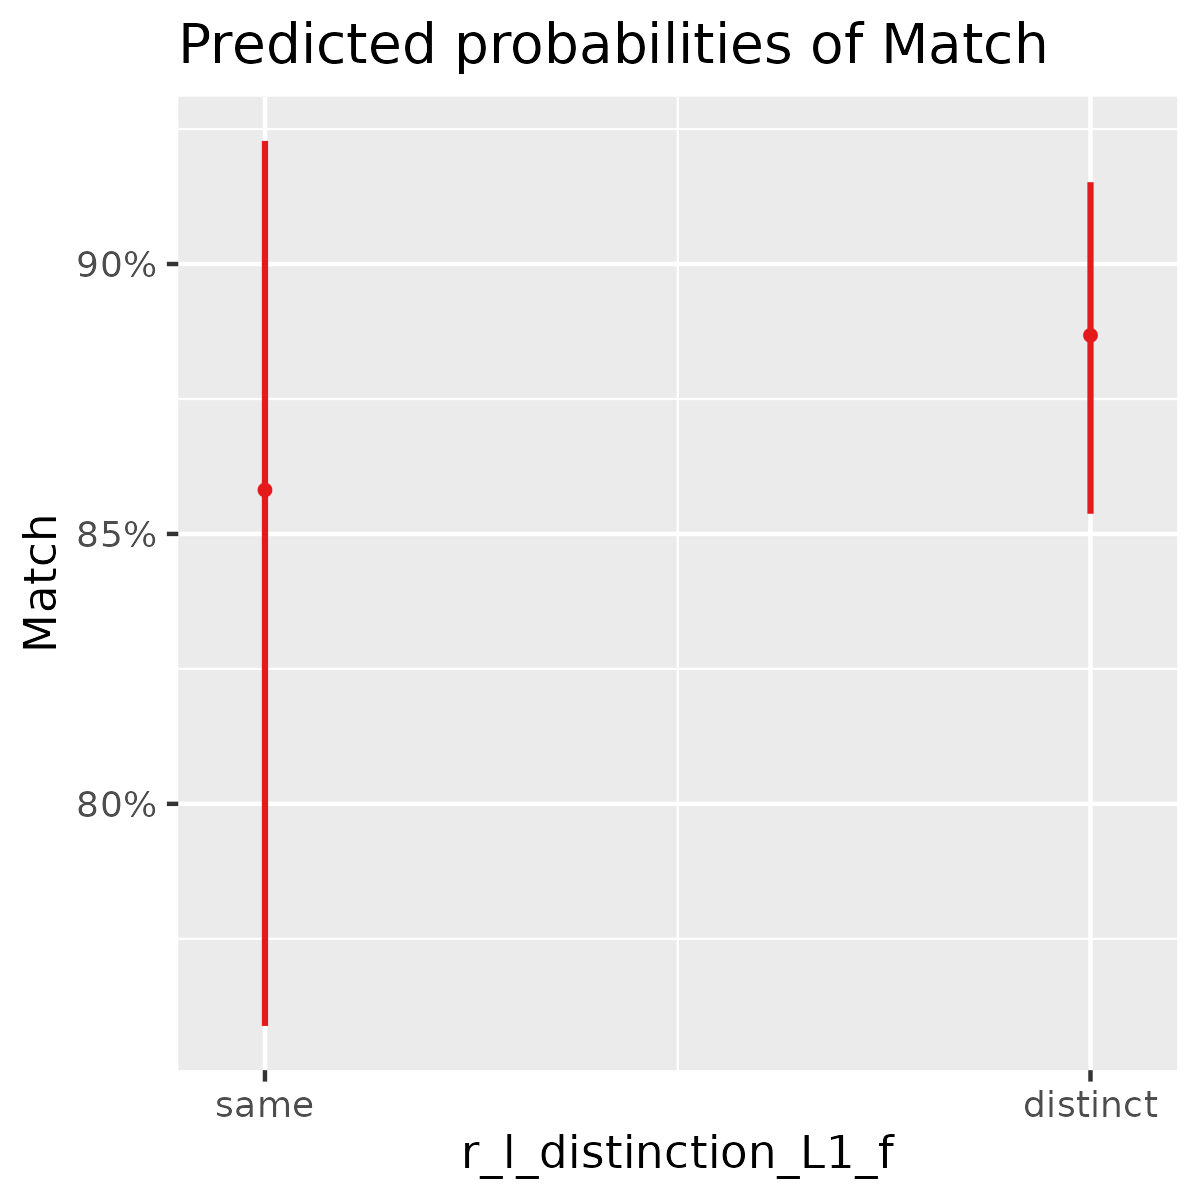 Predicted probabilities of Match
90%
85%
80%
Match
same
distinct
r_l_distinction_L1_f